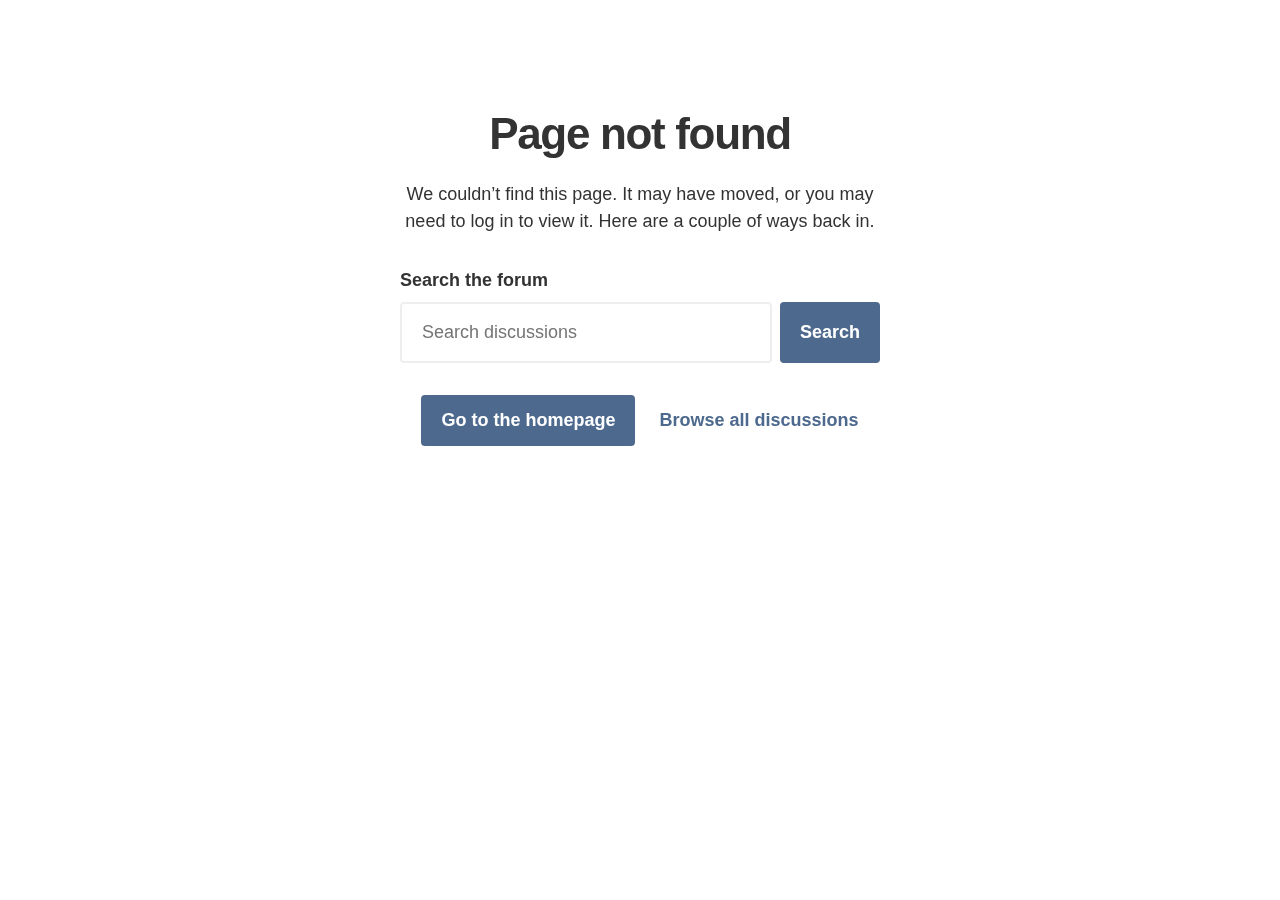 Page not found
We couldn’t find this page. It may have moved, or you may
need to log in to view it. Here are a couple of ways back in.
Search the forum
Search discussions
Search
Go to the homepage
Browse all discussions